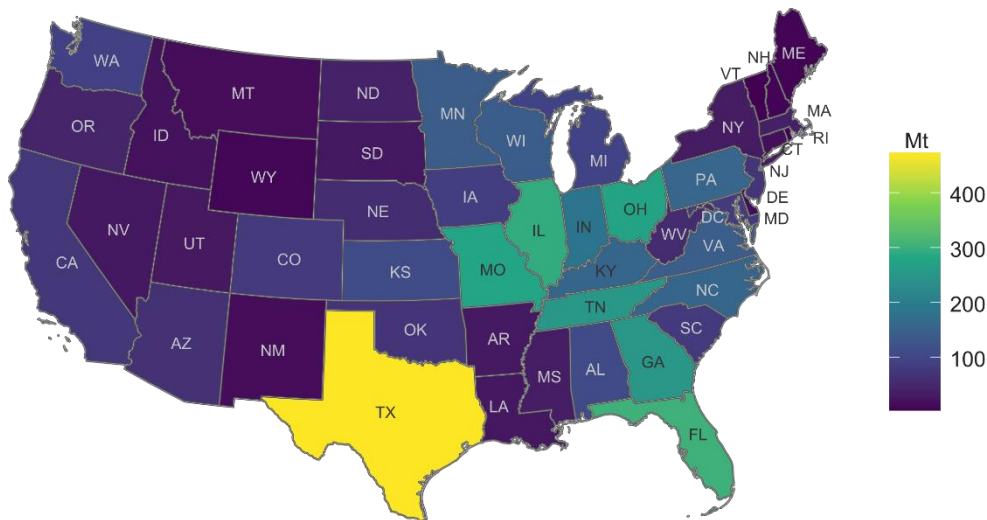 WA
MT
ND
MN
VT
NH
ME
OR
ID
SD
WI
MI
NY
MA
RI
CT
WY
IA
PA
NJ
Mt
NE
DE
MD
NV
UT
CO
IL
IN
OH
WV
DC
VA
400
CA
KS
MO
KY
300
AZ
NM
OK
AR
TN
NC
SC
200
TX
LA
MS
AL
GA
100
FL